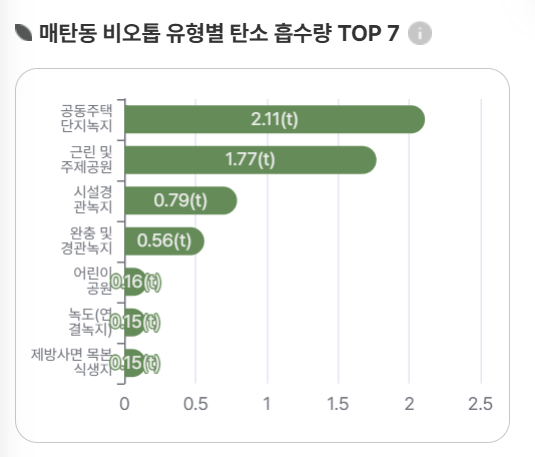 매탄동 비오톱 유형별 탄소 흡수량 TOP 7
i
공동주택
단지녹지
2.11(t)
근린 및
주제공원
1.77(t)
시설경
관녹지
0.79(t)
완충 및
경관녹지
0.56(t)
어린이
공원
0.16(t)
녹도(연
결녹지)
0.15(t)
제방사면 목본
식생지
0.15(t)
0 0.5 1 1.5 2 2.5